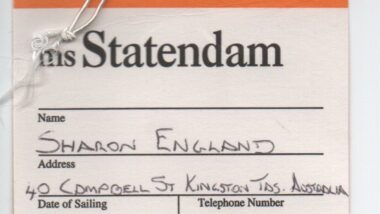 ms Statendam
Name
SHARON ENGLAND
Address
40 CAMPBELL ST KINGSTON TAS. AUSTRALIA
Date of Sailing Telephone Number